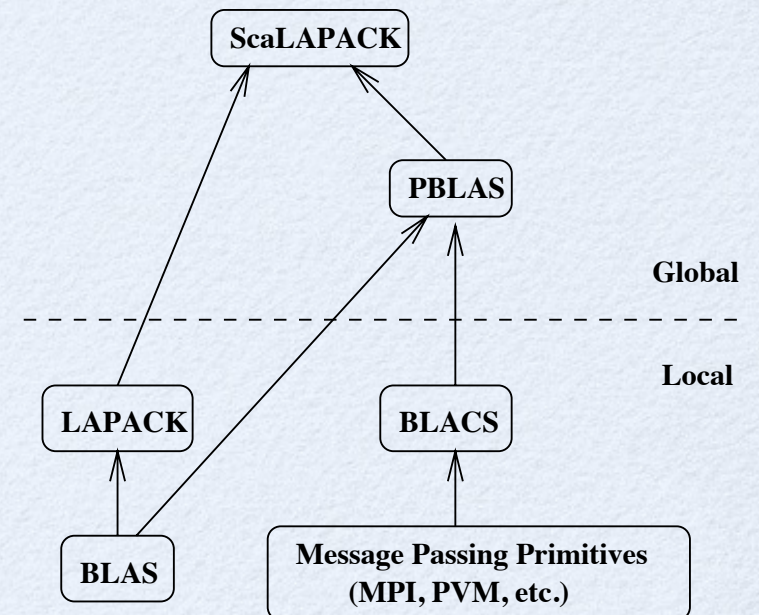 ScaLAPACK
PBLAS
Global
Local
LAPACK
BLACS
BLAS
Message Passing Primitives
(MPI, PVM, etc.)